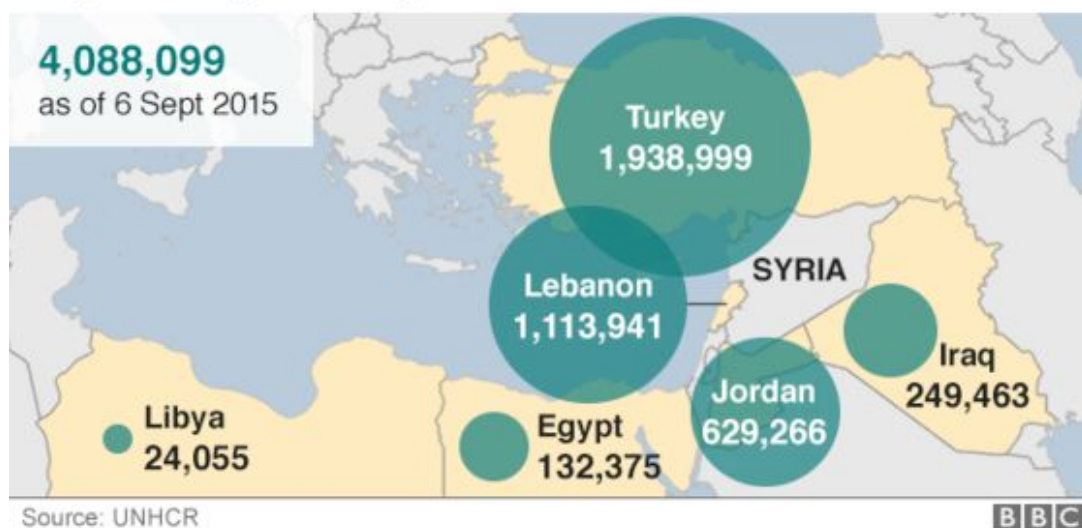 4,088,099
as of 6 Sept 2015
Turkey
1,938,999
SYRIA
Lebanon
1,113,941
Iraq
249,463
Jordan
629,266
Libya
24,055
Egypt
132,375
Source: UNHCR
BBC